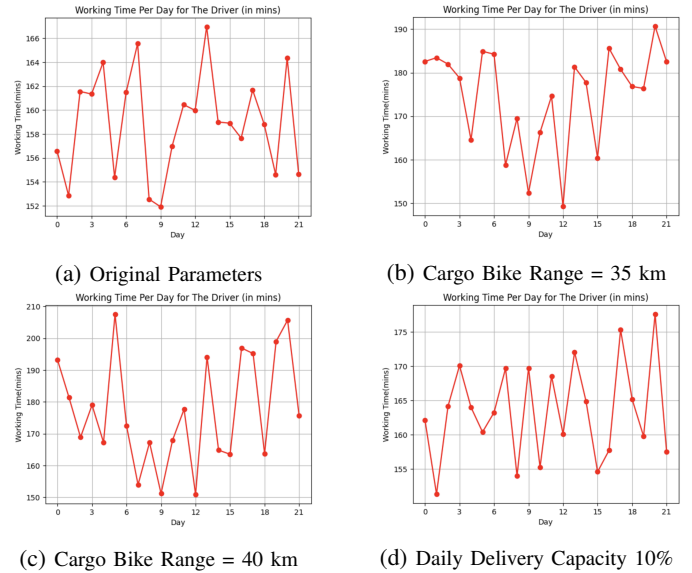 Working Time Per Day for The Driver (in mins)
166
164
162
160
158
156
154
152
Working Time(mins)
0 3 6 9 12 15 18 21
Day
(a) Original Parameters
Working Time Per Day for The Driver (in mins)
190
180
170
160
150
Working Time(mins)
0 3 6 9 12 15 18 21
Day
(b) Cargo Bike Range = 35 km
Working Time Per Day for The Driver (in mins)
210
200
190
180
170
160
150
Working Time(mins)
0 3 6 9 12 15 18 21
Day
(c) Cargo Bike Range = 40 km
Working Time Per Day for The Driver (in mins)
175
170
165
160
155
Working Time(mins)
0 3 6 9 12 15 18 21
Day
(d) Daily Delivery Capacity 10%